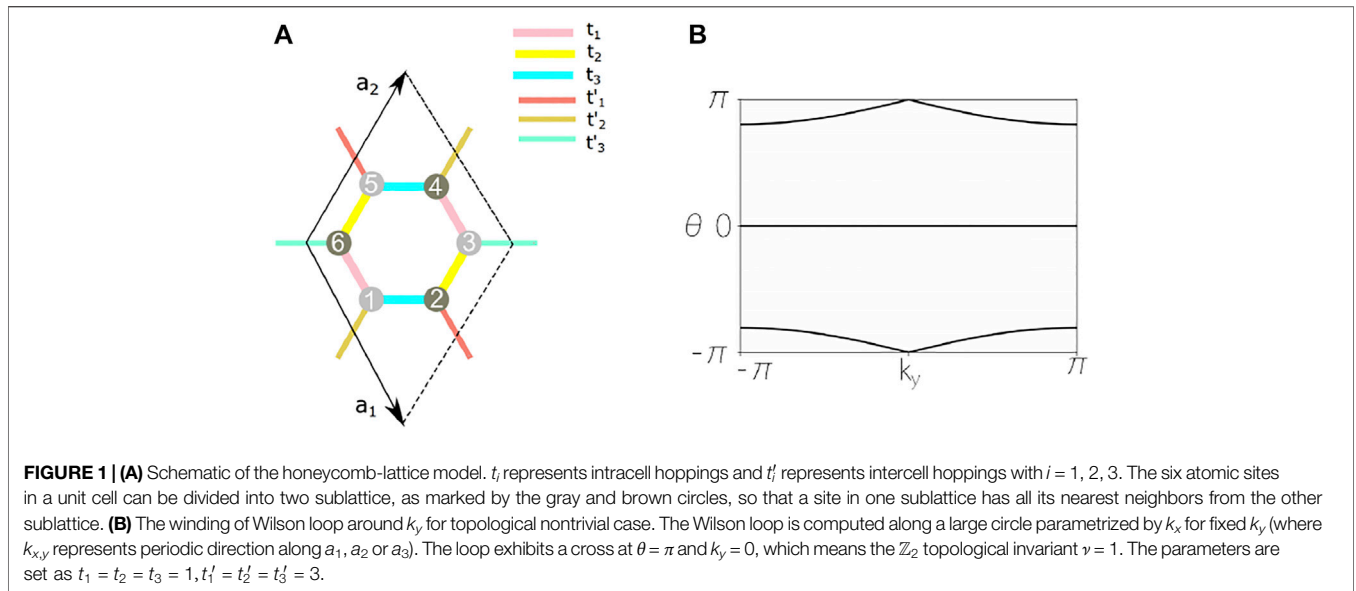 A
B
t₁
t₂
t₃
t'₁
t'₂
t'₃
a₂
a₁
5
4
6
3
1
2
π
θ 0
-π
-π
k_y
π
FIGURE 1 | (A) Schematic of the honeycomb-lattice model. tᵢ represents intracell hoppings and t′ᵢ represents intercell hoppings with i = 1, 2, 3. The six atomic sites
in a unit cell can be divided into two sublattice, as marked by the gray and brown circles, so that a site in one sublattice has all its nearest neighbors from the other
sublattice. (B) The winding of Wilson loop around k_y for topological nontrivial case. The Wilson loop is computed along a large circle parametrized by kₓ for fixed k_y (where
k_{x,y} represents periodic direction along a₁, a₂ or a₃). The loop exhibits a cross at θ = π and k_y = 0, which means the ℤ₂ topological invariant ν = 1. The parameters are
set as t₁ = t₂ = t₃ = 1, t′₁ = t′₂ = t′₃ = 3.